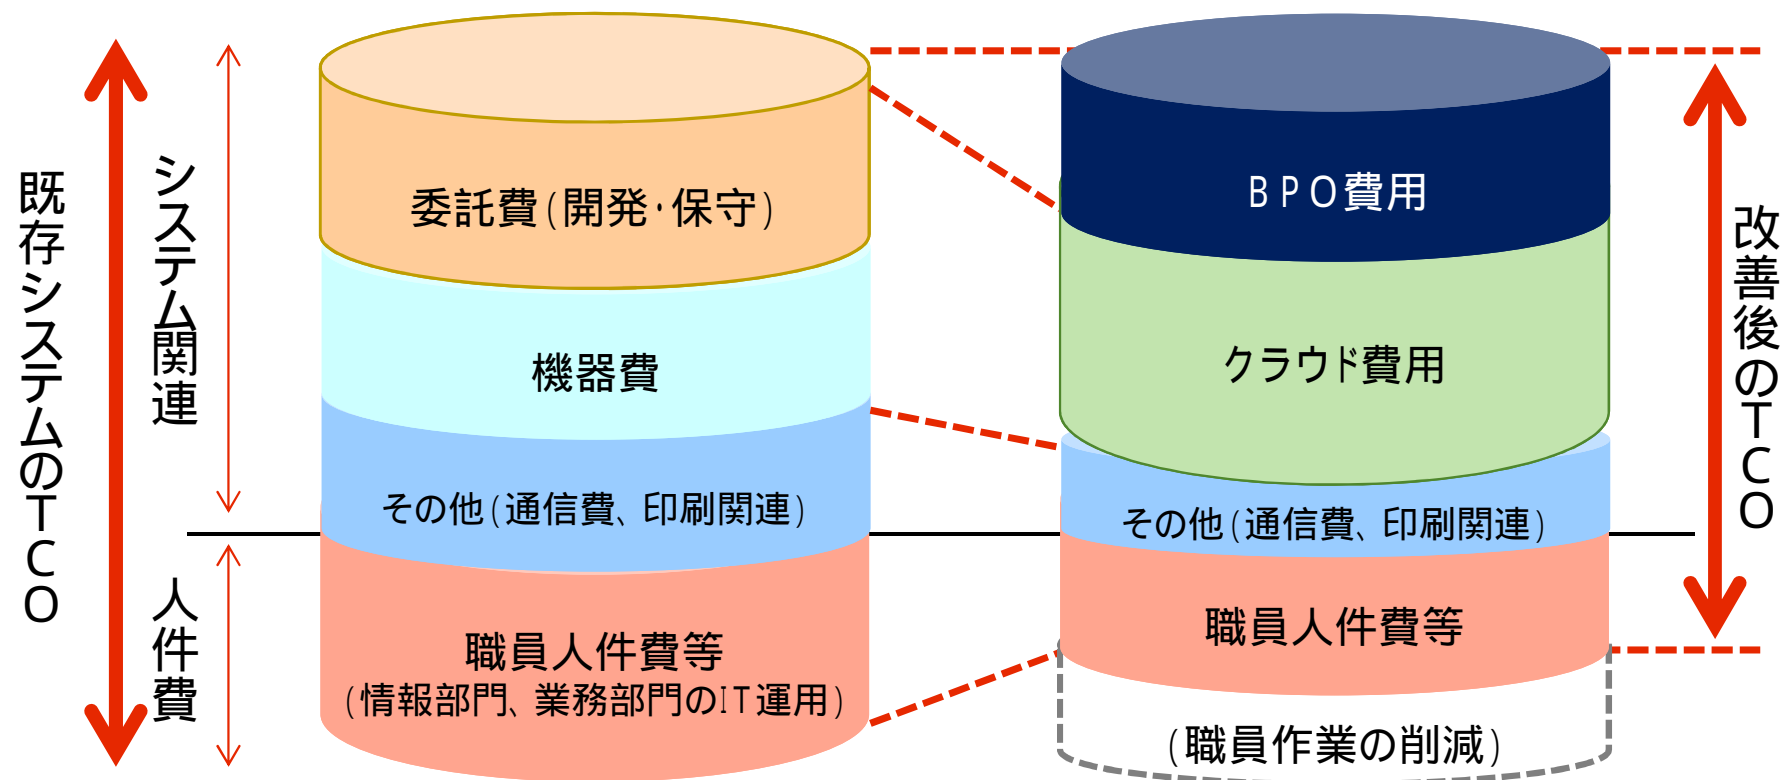 既存システムのTCO
システム関連
人件費
委託費(開発・保守)
機器費
その他(通信費、印刷関連)
職員人件費等
(情報部門、業務部門のIT運用)
BPO費用
クラウド費用
その他(通信費、印刷関連)
職員人件費等
(職員作業の削減)
改善後のTCO